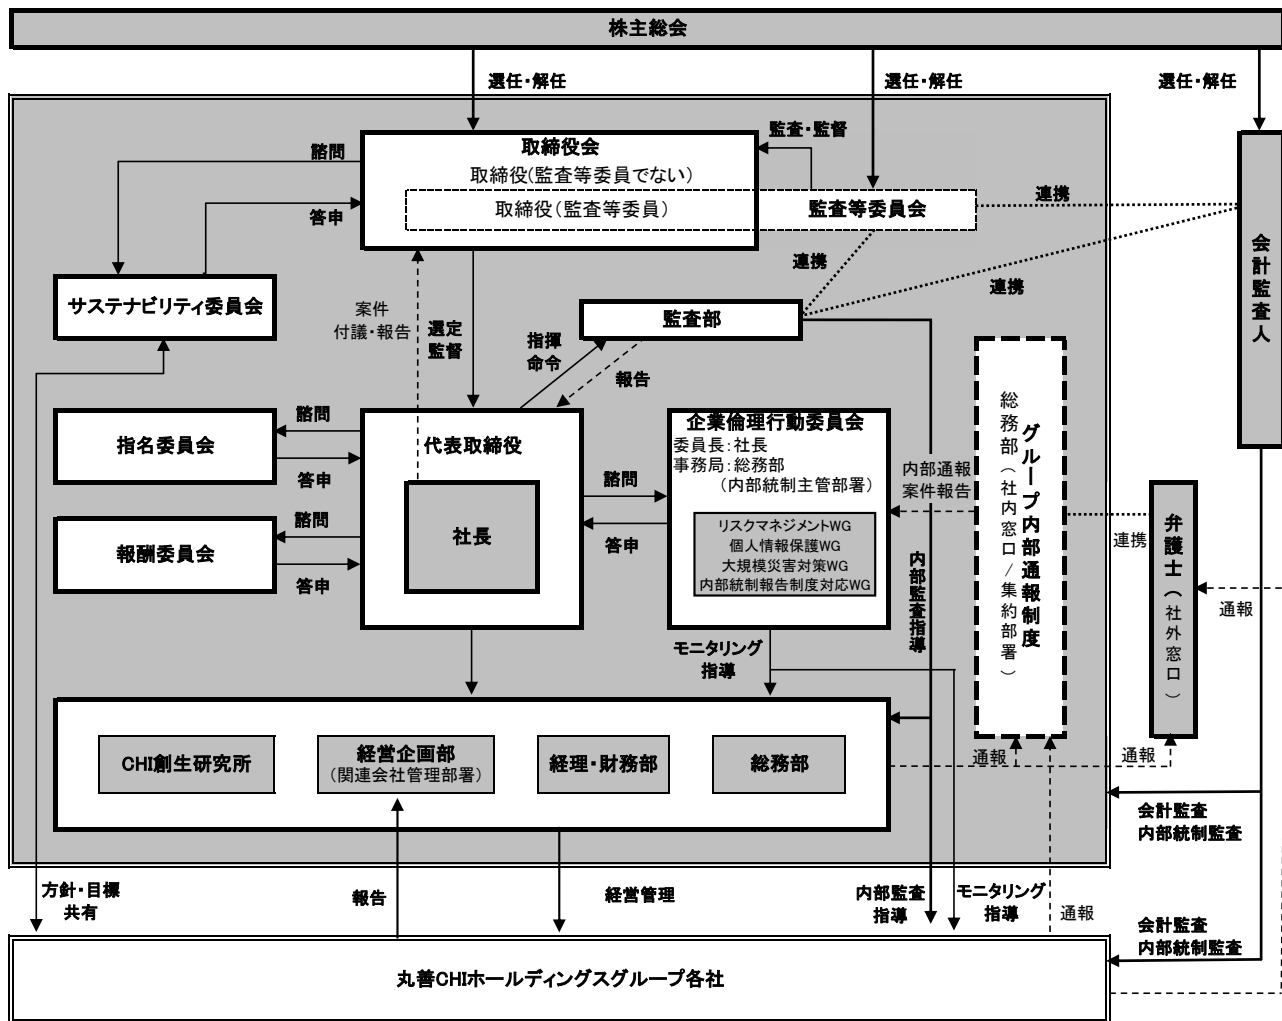 株主総会
選任・解任
選任・解任
選任・解任
取締役会
取締役(監査等委員でない)
取締役(監査等委員)
監査・監督
監査等委員会
諮問
答申
連携
連携
連携
会計監査人
サステナビリティ委員会
案件
付議・報告
選定
監督
監査部
指揮
命令
報告
指名委員会
諮問
答申
代表取締役
社長
企業倫理行動委員会
委員長:社長
事務局:総務部
(内部統制主管部署)
リスクマネジメントWG
個人情報保護WG
大規模災害対策WG
内部統制報告制度対応WG
諮問
答申
報酬委員会
諮問
答申
内部通報
案件報告
グループ内部通報制度
総務部(社内窓口/集約部署)
連携
弁護士(社外窓口)
通報
内部監査指導
モニタリング
指導
CHI創生研究所
経営企画部
(関連会社管理部署)
経理・財務部
総務部
通報
通報
会計監査
内部統制監査
方針・目標
共有
報告
経営管理
内部監査
指導
モニタリング
指導
通報
会計監査
内部統制監査
丸善CHIホールディングスグループ各社